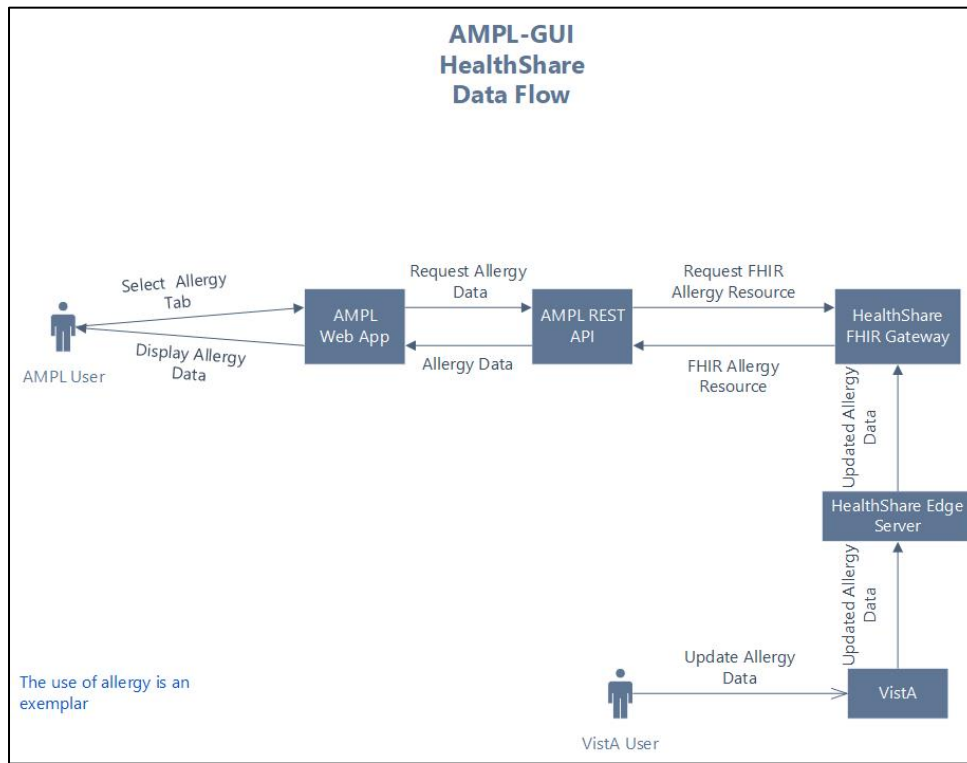 AMPL-GUI
HealthShare
Data Flow
Select Allergy
Tab
Display Allergy
Data
AMPL User
AMPL
Web App
Request Allergy
Data
Allergy Data
AMPL REST
API
Request FHIR
Allergy Resource
FHIR Allergy
Resource
HealthShare
FHIR Gateway
Updated Allergy
Data
HealthShare Edge
Server
Updated Allergy
Data
Update Allergy
Data
VistA
VistA User
The use of allergy is an
exemplar